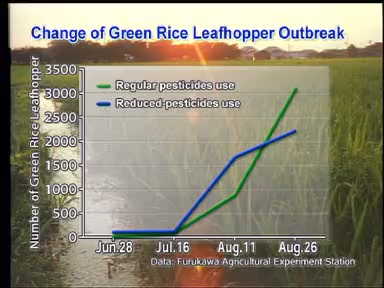 Change of Green Rice Leafhopper Outbreak
Number of Green Rice Leafhopper
3500
3000
2500
2000
1500
1000
500
0
Regular pesticides use
Reduced-pesticides use
Jun.28
Jul.16
Aug.11
Aug.26
Data: Furukawa Agricultural Experiment Station